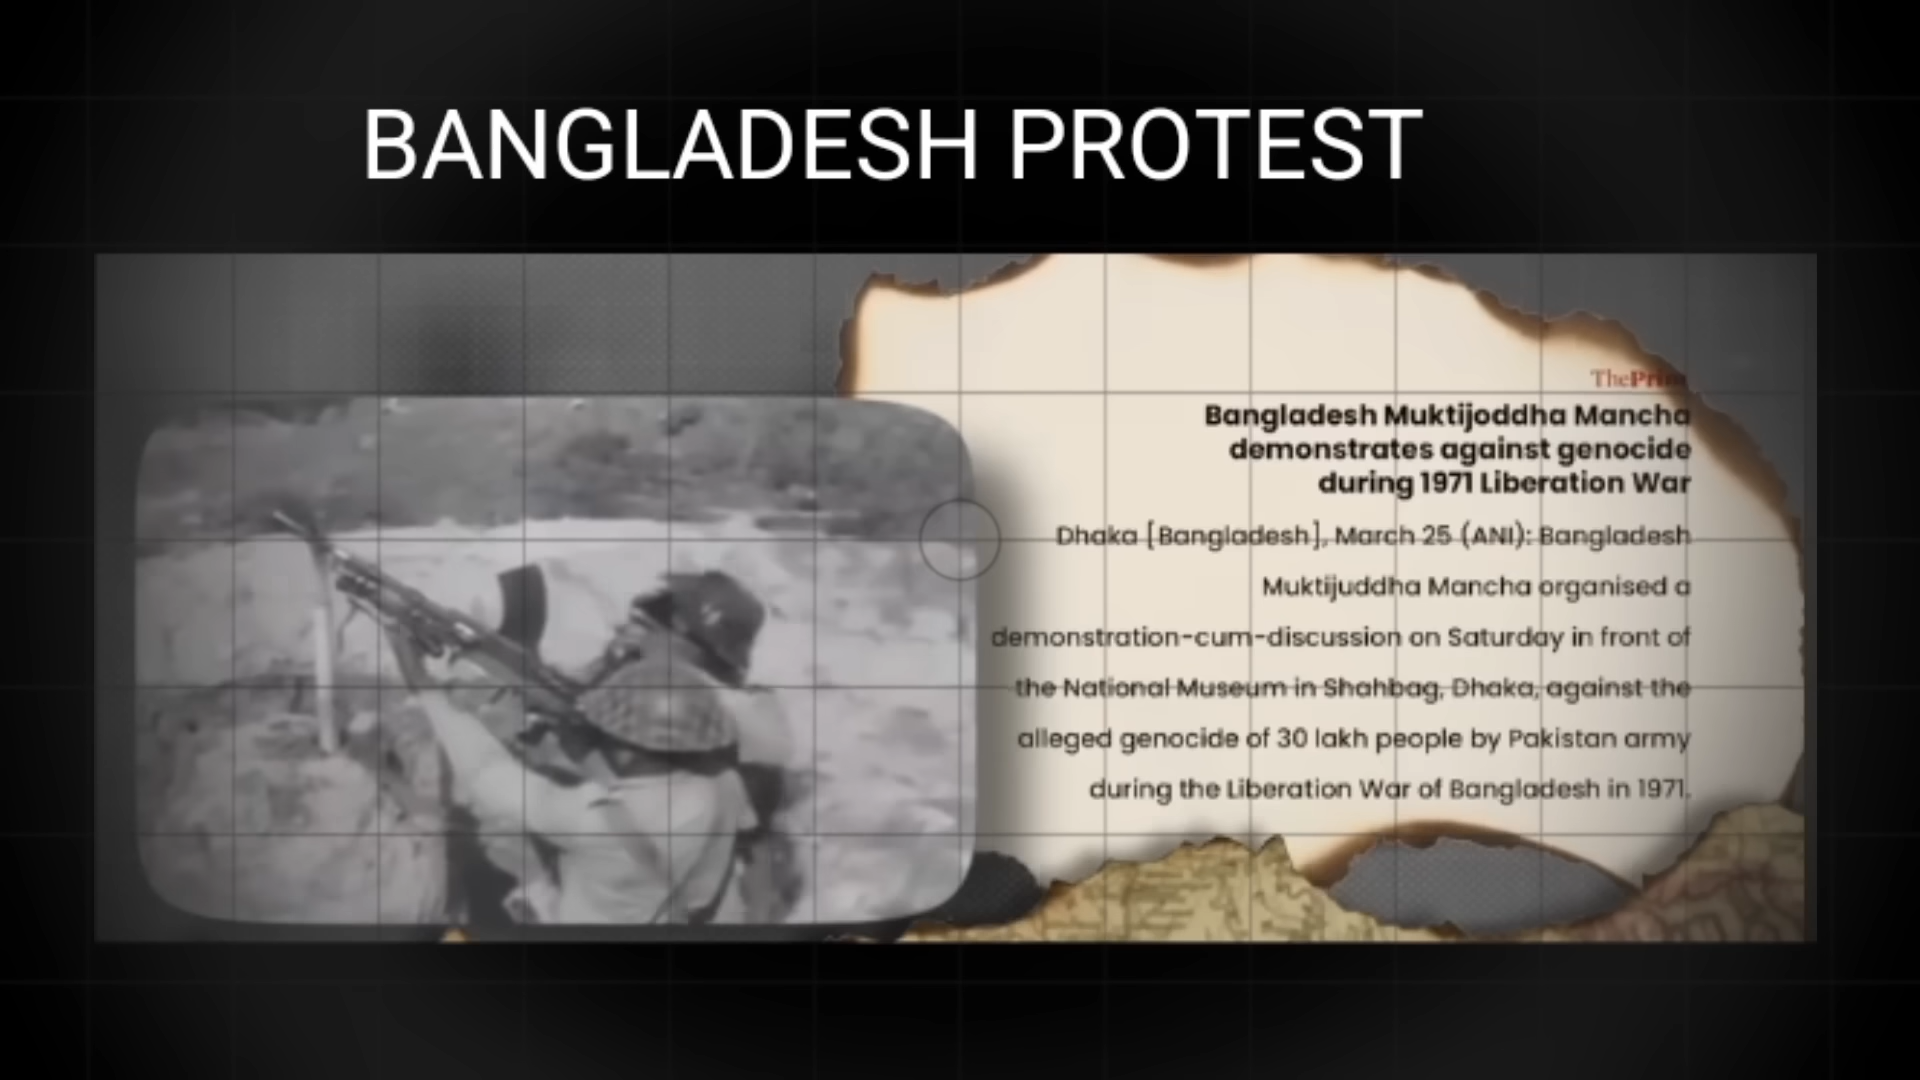 BANGLADESH PROTEST
ThePrint
Bangladesh Muktijoddha Mancha
demonstrates against genocide
during 1971 Liberation War
Dhaka [Bangladesh], March 25 (ANI): Bangladesh
Muktijuddha Mancha organised a
demonstration-cum-discussion on Saturday in front of
the National Museum in Shahbag, Dhaka, against the
alleged genocide of 30 lakh people by Pakistan army
during the Liberation War of Bangladesh in 1971.